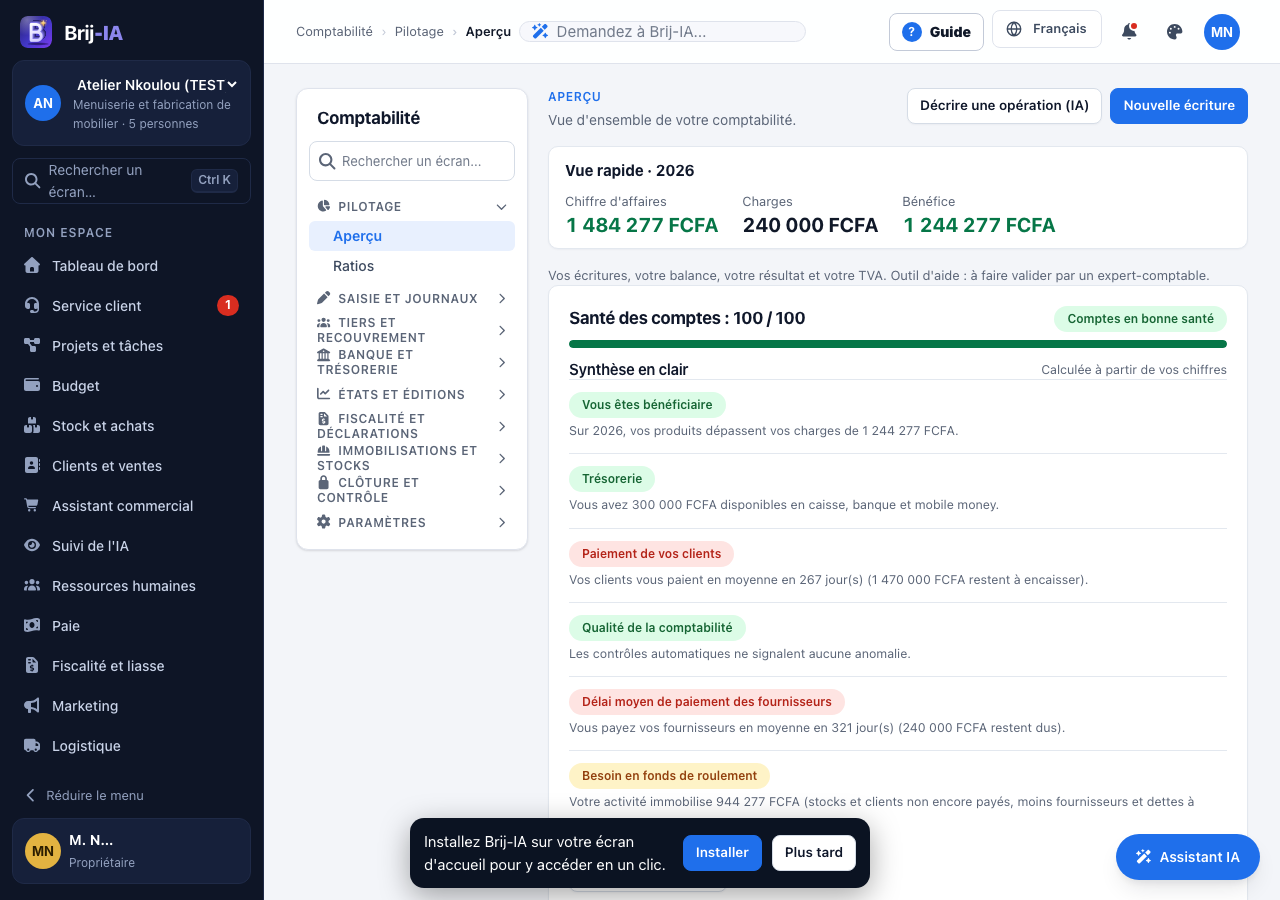 Brij-IA
Atelier Nkoulou (TEST
Menuiserie et fabrication de
mobilier · 5 personnes
AN
Rechercher un
écran...
Ctrl K
MON ESPACE
Tableau de bord
Service client
1
Projets et tâches
Budget
Stock et achats
Clients et ventes
Assistant commercial
Suivi de l'IA
Ressources humaines
Paie
Fiscalité et liasse
Marketing
Logistique
Réduire le menu
MN
M. N...
Propriétaire
Comptabilité › Pilotage › Aperçu
Demandez à Brij-IA...
? Guide
Français
MN
Comptabilité
Rechercher un écran...
PILOTAGE
Aperçu
Ratios
SAISIE ET JOURNAUX
TIERS ET
RECOUVREMENT
BANQUE ET
TRÉSORERIE
ÉTATS ET ÉDITIONS
FISCALITÉ ET
DÉCLARATIONS
IMMOBILISATIONS ET
STOCKS
CLÔTURE ET
CONTRÔLE
PARAMÈTRES
APERÇU
Vue d'ensemble de votre comptabilité.
Décrire une opération (IA)
Nouvelle écriture
Vue rapide · 2026
Chiffre d'affaires
1 484 277 FCFA
Charges
240 000 FCFA
Bénéfice
1 244 277 FCFA
Vos écritures, votre balance, votre résultat et votre TVA. Outil d'aide : à faire valider par un expert-comptable.
Santé des comptes : 100 / 100
Comptes en bonne santé
Synthèse en clair
Calculée à partir de vos chiffres
Vous êtes bénéficiaire
Sur 2026, vos produits dépassent vos charges de 1 244 277 FCFA.
Trésorerie
Vous avez 300 000 FCFA disponibles en caisse, banque et mobile money.
Paiement de vos clients
Vos clients vous paient en moyenne en 267 jour(s) (1 470 000 FCFA restent à encaisser).
Qualité de la comptabilité
Les contrôles automatiques ne signalent aucune anomalie.
Délai moyen de paiement des fournisseurs
Vous payez vos fournisseurs en moyenne en 321 jour(s) (240 000 FCFA restent dus).
Besoin en fonds de roulement
Votre activité immobilise 944 277 FCFA (stocks et clients non encore payés, moins fournisseurs et dettes à
Installez Brij-IA sur votre écran
d'accueil pour y accéder en un clic.
Installer
Plus tard
Assistant IA